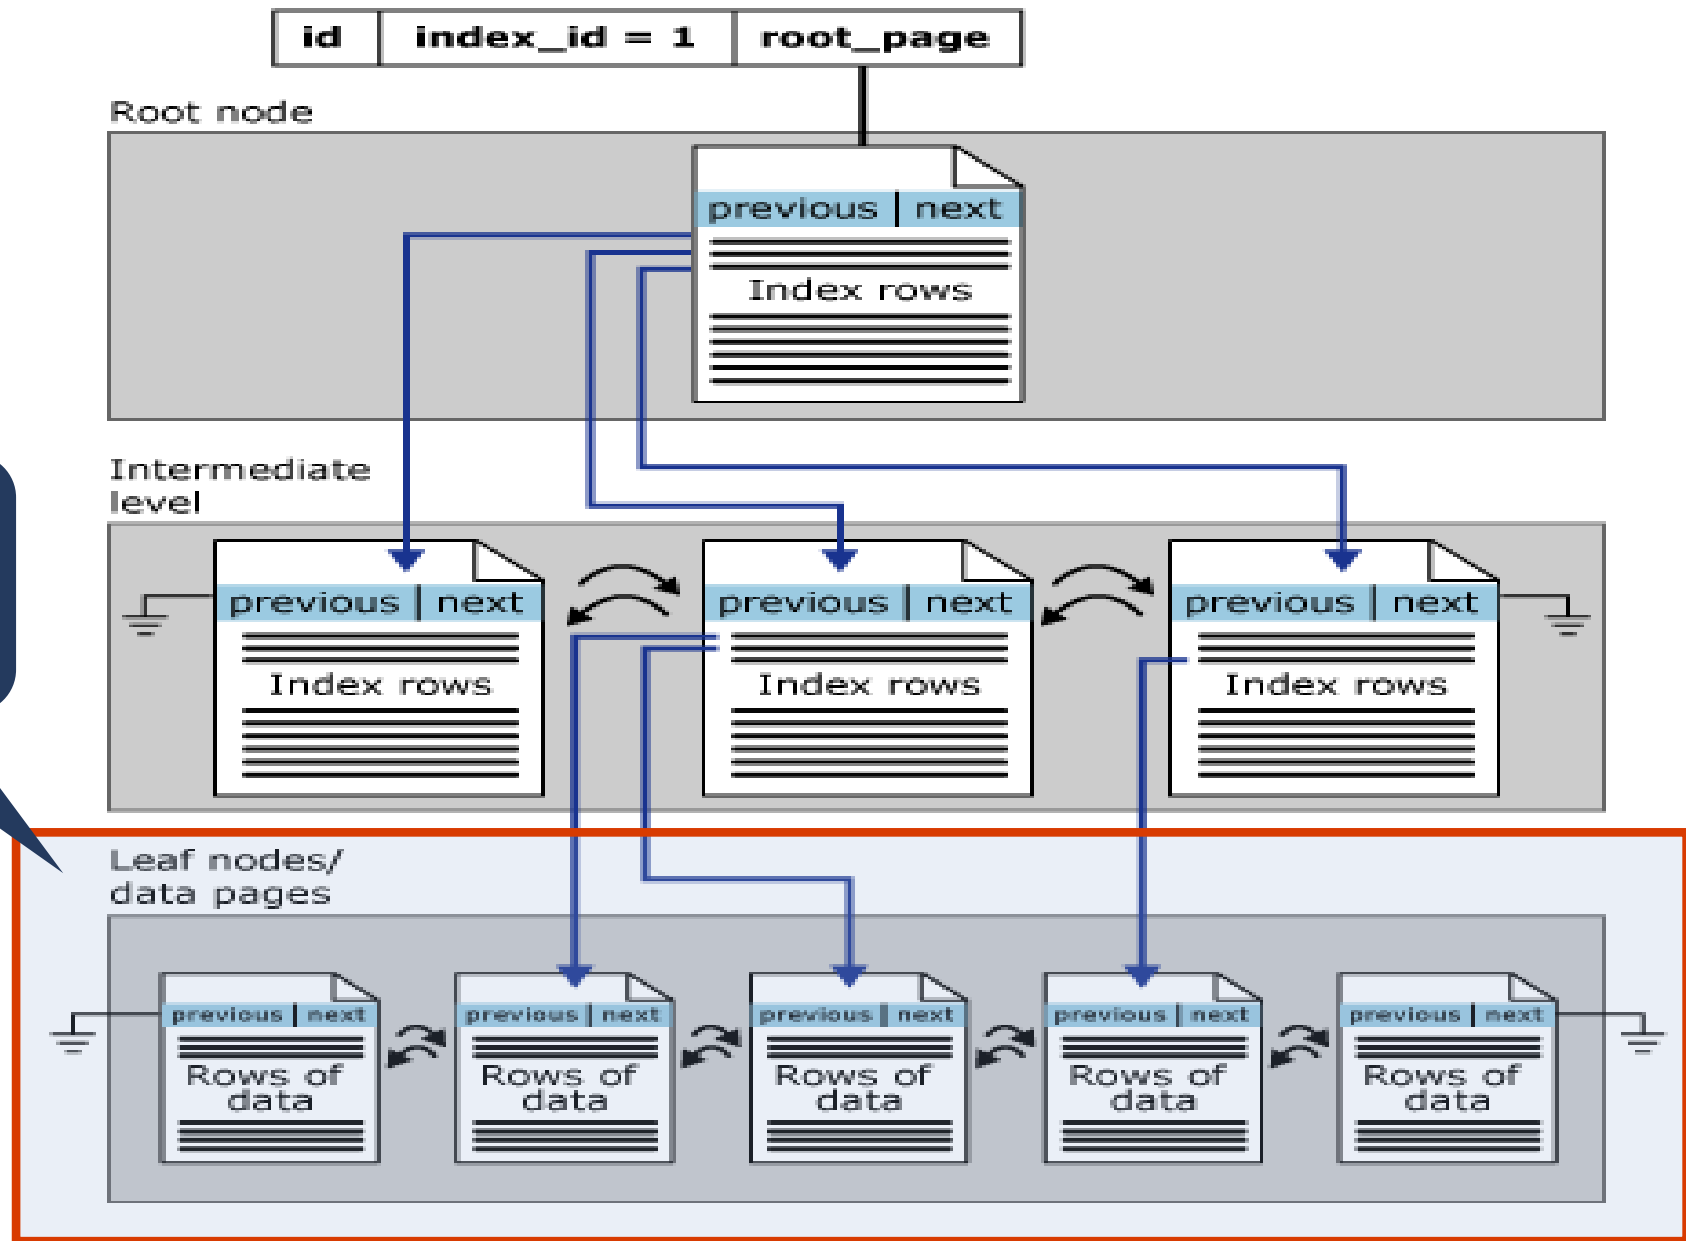 id index_id = 1 root_page
Root node
previous next
Index rows
Intermediate
level
previous next previous next previous next
Index rows Index rows Index rows
Leaf nodes/
data pages
previous next previous next previous next previous next previous next
Rows of Rows of Rows of Rows of Rows of
data data data data data